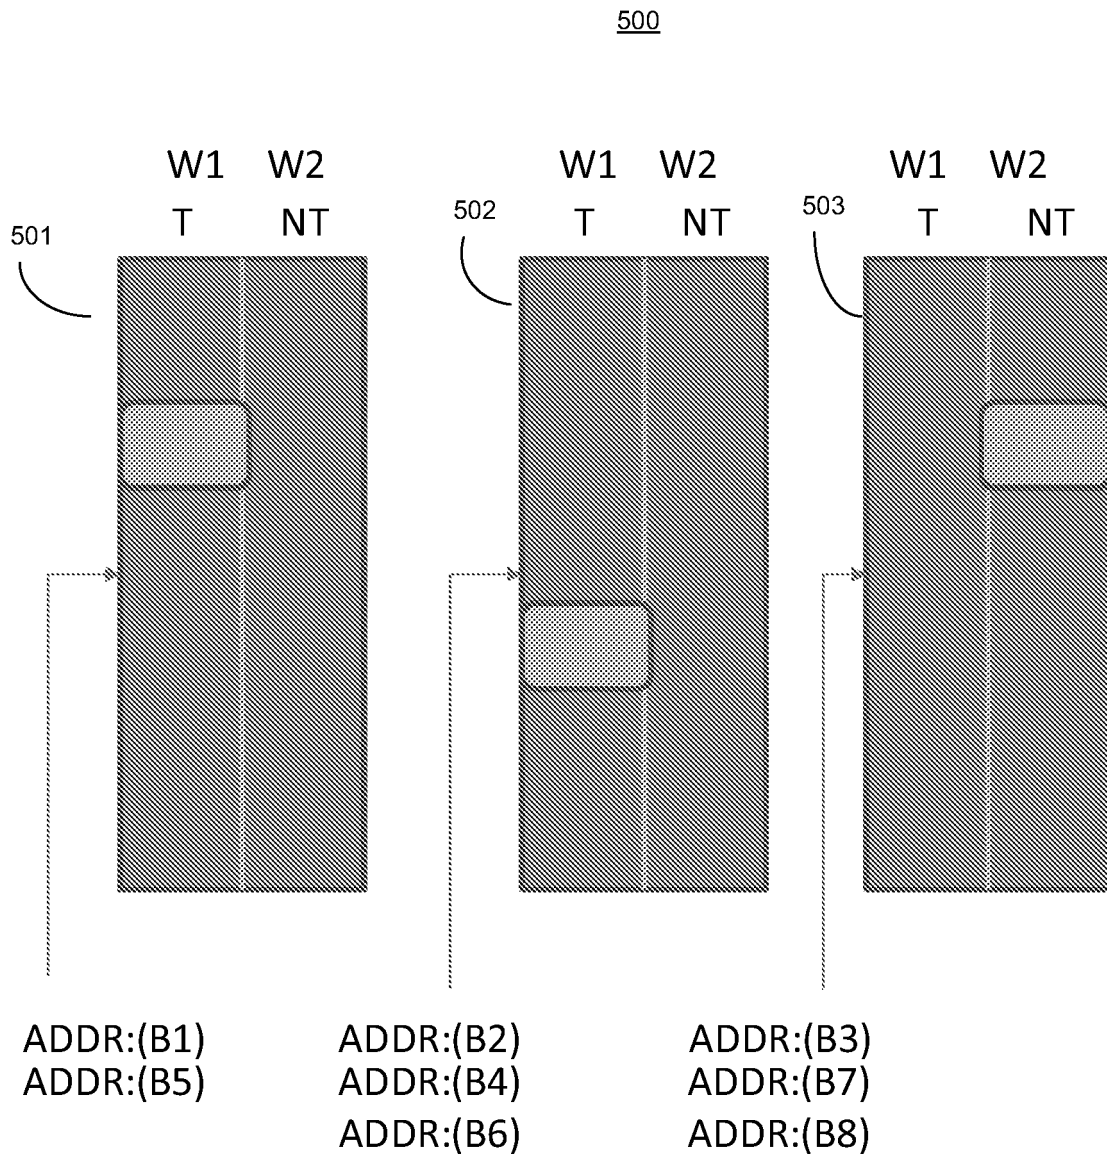 500
W1 W2 W1 W2 W1 W2
T NT T NT T NT
501 502 503
ADDR:(B1) ADDR:(B2) ADDR:(B3)
ADDR:(B5) ADDR:(B4) ADDR:(B7)
ADDR:(B6) ADDR:(B8)